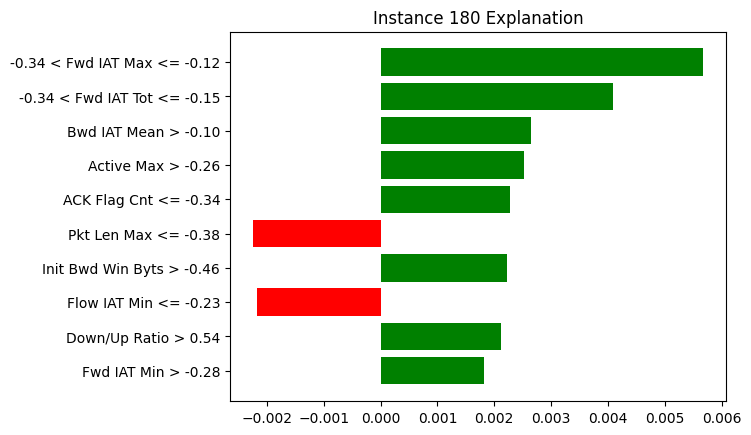 Instance 180 Explanation
-0.34 < Fwd IAT Max <= -0.12
-0.34 < Fwd IAT Tot <= -0.15
Bwd IAT Mean > -0.10
Active Max > -0.26
ACK Flag Cnt <= -0.34
Pkt Len Max <= -0.38
Init Bwd Win Byts > -0.46
Flow IAT Min <= -0.23
Down/Up Ratio > 0.54
Fwd IAT Min > -0.28
−0.002 −0.001 0.000 0.001 0.002 0.003 0.004 0.005 0.006